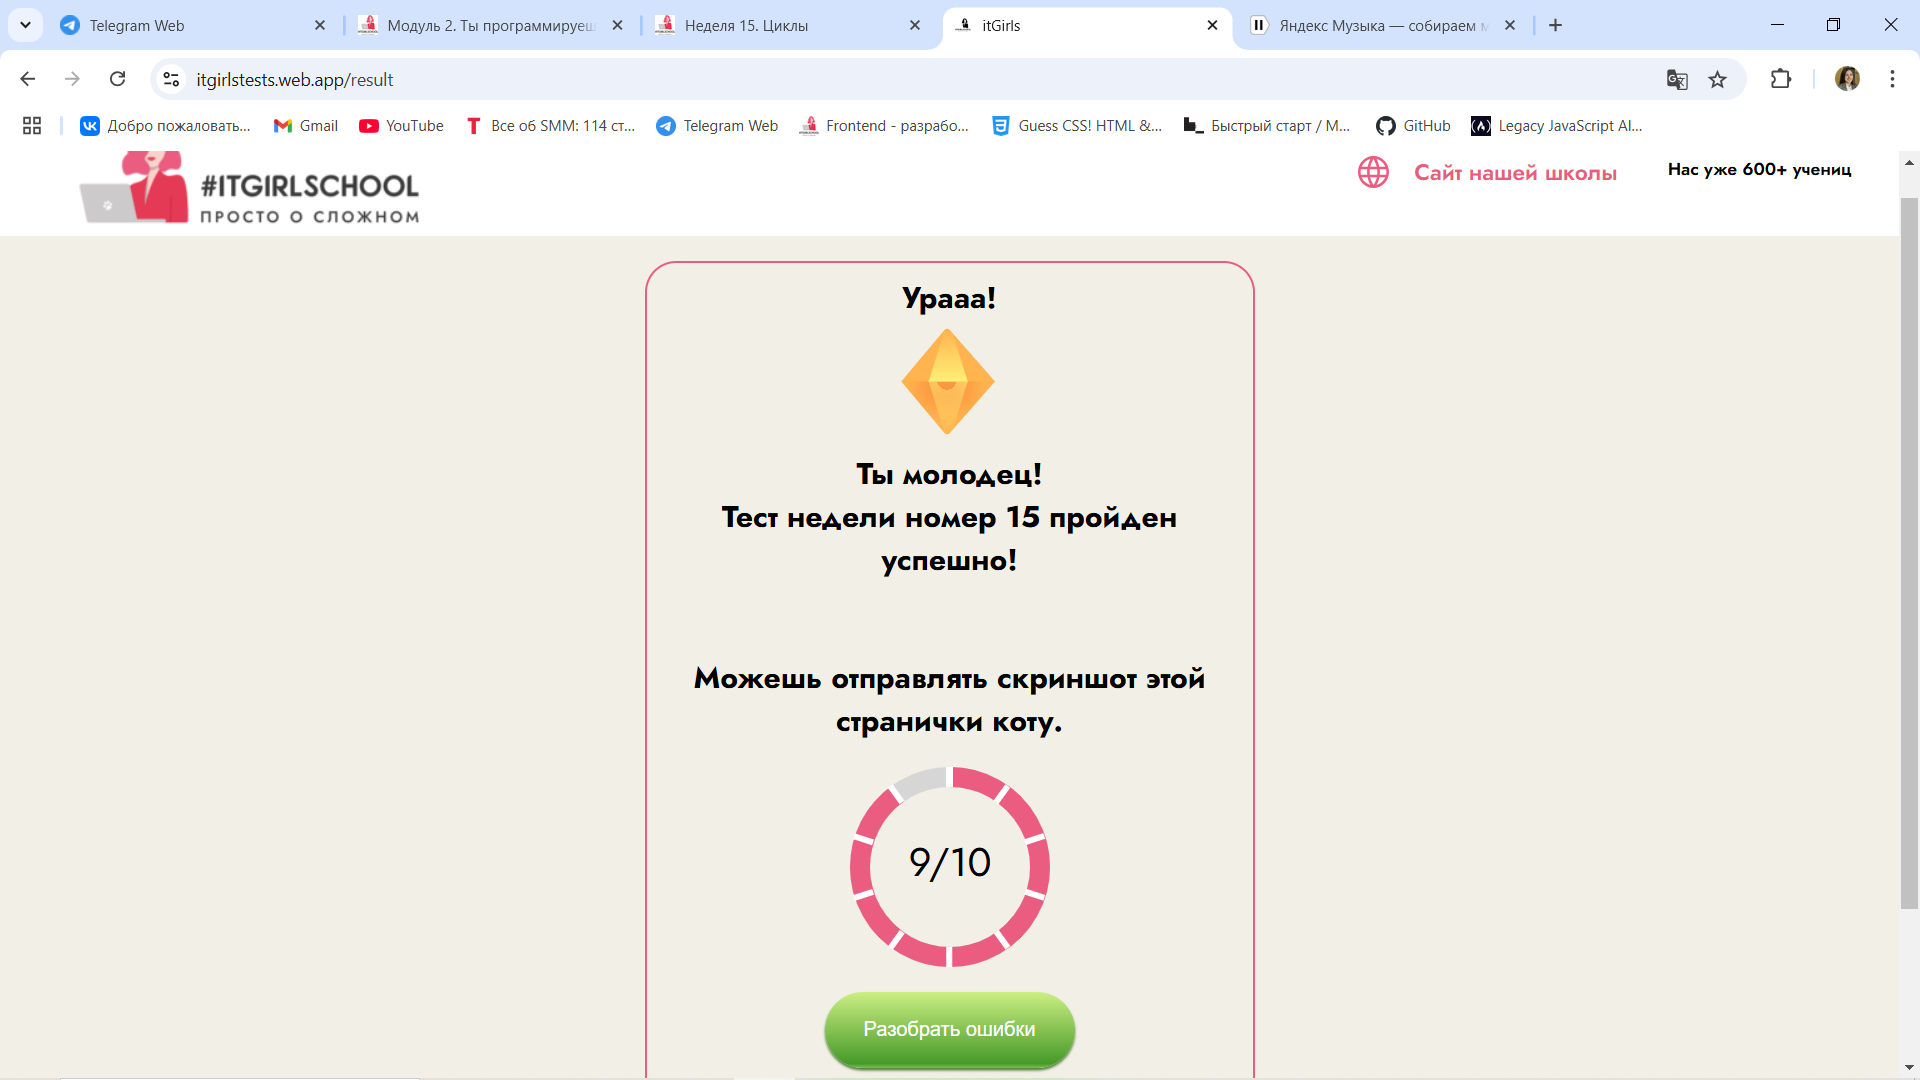 Telegram Web
Модуль 2. Ты программируеш
Неделя 15. Циклы
itGirls
Яндекс Музыка — собираем м
itgirlstests.web.app/result
Добро пожаловать...
Gmail
YouTube
Все об SMM: 114 ст...
Telegram Web
Frontend - разрабо...
Guess CSS! HTML &...
Быстрый старт / М...
GitHub
Legacy JavaScript Al...
#ITGIRLSCHOOL
ПРОСТО О СЛОЖНОМ
Сайт нашей школы
Нас уже 600+ учениц
Урааа!
Ты молодец!
Тест недели номер 15 пройден
успешно!
Можешь отправлять скриншот этой
странички коту.
9/10
Разобрать ошибки